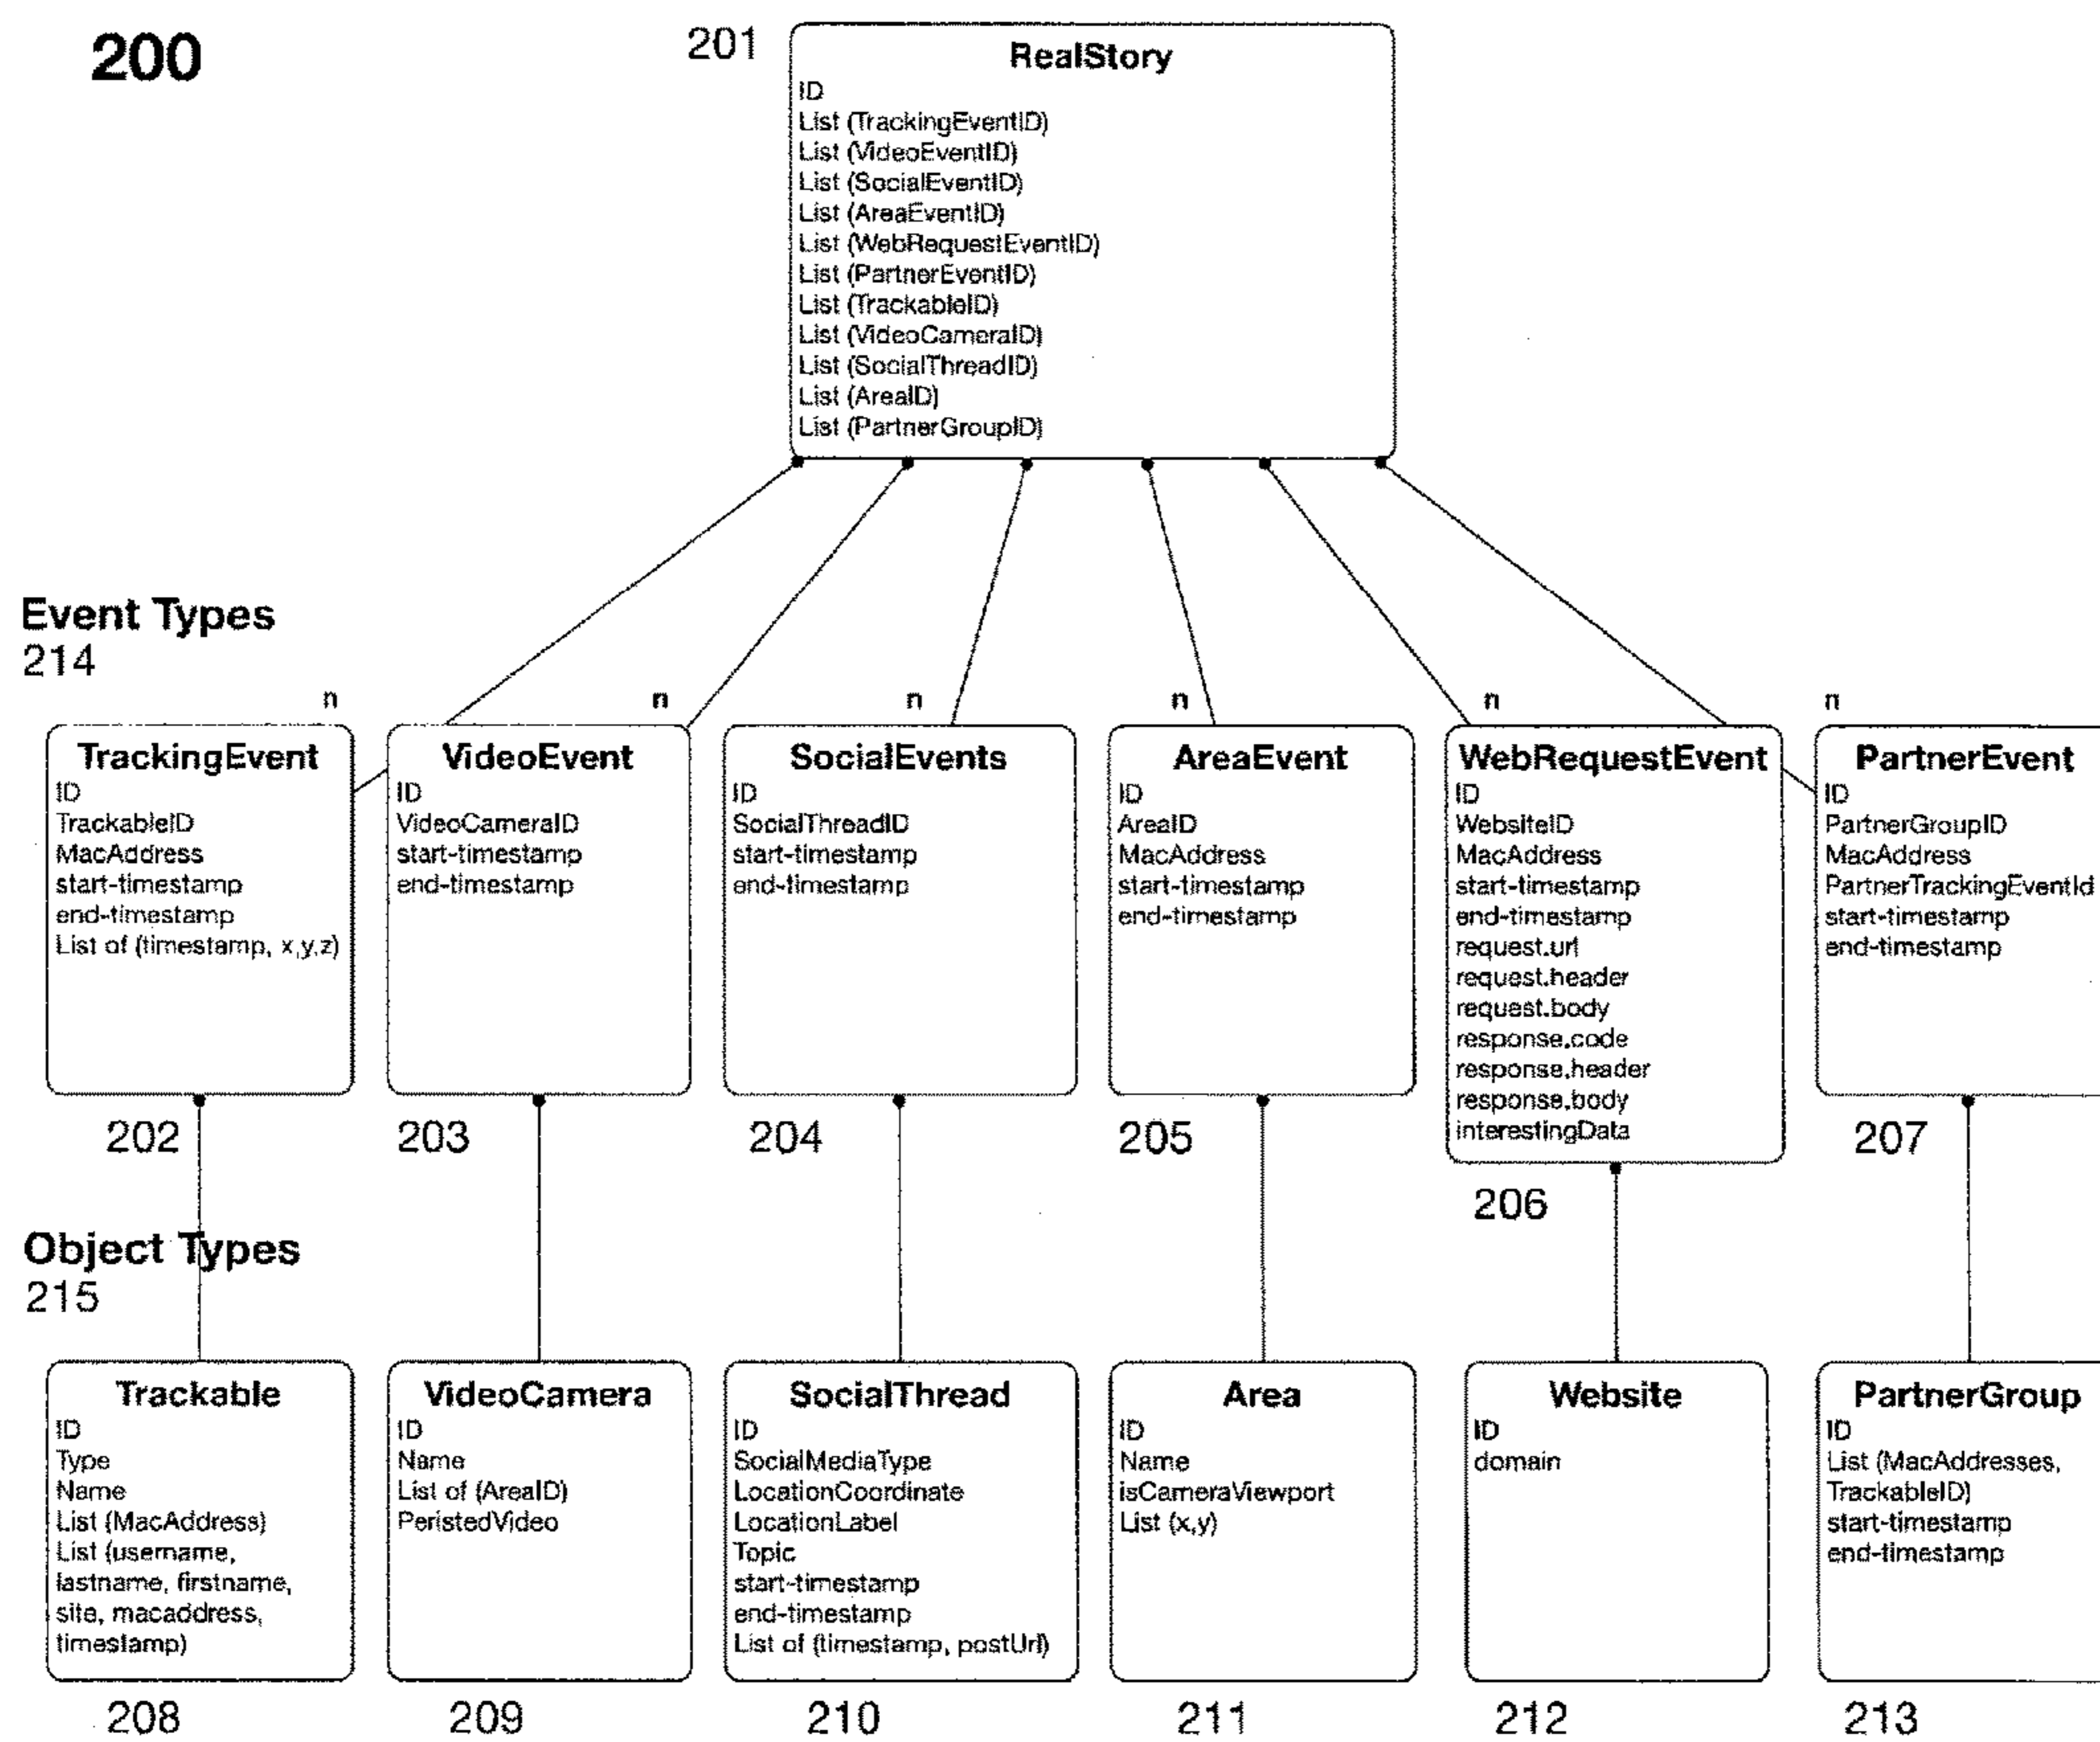 200
201
RealStory
ID
List (TrackingEventID)
List (VideoEventID)
List (SocialEventID)
List (AreaEventID)
List (WebRequestEventID)
List (PartnerEventID)
List (TrackableID)
List (VideoCameraID)
List (SocialThreadID)
List (AreaID)
List (PartnerGroupID)
Event Types
214
n
n
n
n
n
n
TrackingEvent
ID
TrackableID
MacAddress
start-timestamp
end-timestamp
List of (timestamp, x,y,z)
202
VideoEvent
ID
VideoCameraID
start-timestamp
end-timestamp
203
SocialEvents
ID
SocialThreadID
start-timestamp
end-timestamp
204
AreaEvent
ID
AreaID
MacAddress
start-timestamp
end-timestamp
205
WebRequestEvent
ID
WebsiteID
MacAddress
start-timestamp
end-timestamp
request.url
request.header
request.body
response.code
response.header
response.body
interestingData
206
PartnerEvent
ID
PartnerGroupID
MacAddress
PartnerTrackingEventId
start-timestamp
end-timestamp
207
Object Types
215
Trackable
ID
Type
Name
List (MacAddress)
List (username,
lastname, firstname,
site, macaddress,
timestamp)
208
VideoCamera
ID
Name
List of (AreaID)
PeristedVideo
209
SocialThread
ID
SocialMediaType
LocationCoordinate
LocationLabel
Topic
start-timestamp
end-timestamp
List of (timestamp, postUrl)
210
Area
ID
Name
isCameraViewport
List (x,y)
211
Website
ID
domain
212
PartnerGroup
ID
List (MacAddresses,
TrackableID)
start-timestamp
end-timestamp
213